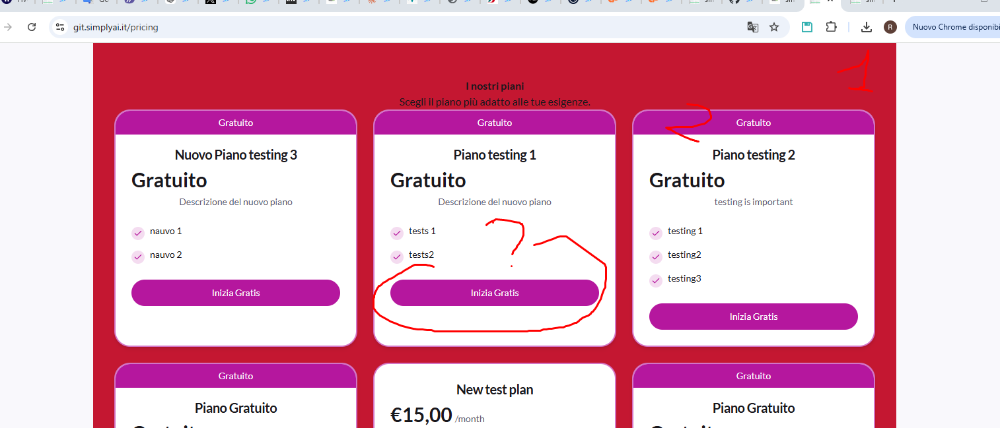 git.simplyai.it/pricing
R
Nuovo Chrome disponibi
1
I nostri piani
Scegli il piano più adatto alle tue esigenze.
2
Gratuito
Nuovo Piano testing 3
Gratuito
Descrizione del nuovo piano
nauvo 1
nauvo 2
Inizia Gratis
Gratuito
Piano testing 1
Gratuito
Descrizione del nuovo piano
tests 1
tests2
?
Inizia Gratis
Gratuito
Piano testing 2
Gratuito
testing is important
testing 1
testing2
testing3
Inizia Gratis
Gratuito
Piano Gratuito
Gratuito
New test plan
€15,00 /month
Gratuito
Piano Gratuito
Gratuito